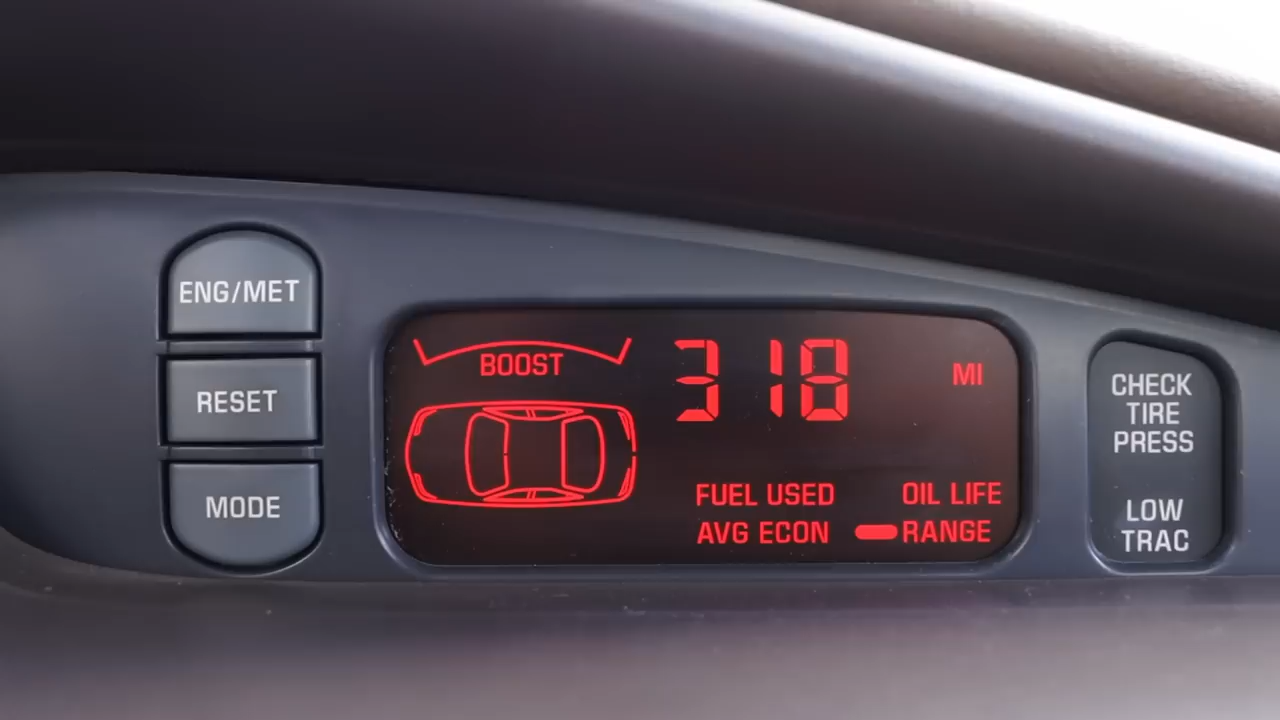 ENG/MET
RESET
MODE
BOOST
318 MI
FUEL USED
OIL LIFE
AVG ECON
RANGE
CHECK
TIRE
PRESS
LOW
TRAC